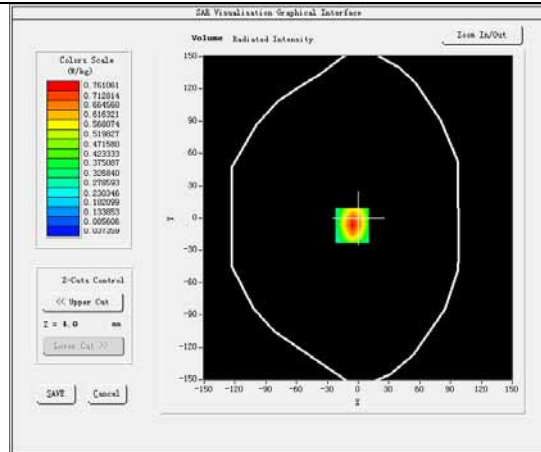 SAR Visualisation Graphical Interface
Volume Radiated Intensity
Zoom In/Out
Colors Scale
(W/kg)
0.761061
0.712814
0.664568
0.616321
0.568074
0.519827
0.471580
0.423333
0.375087
0.326840
0.278593
0.230346
0.182099
0.133853
0.085606
0.037359
150
120
90
60
30
0
-30
-60
-90
-120
-150
Y
-150 -120 -90 -60 -30 0 30 60 90 120 150
X
Z-Cuts Control
<< Upper Cut
Z = 4.0 mm
Lower Cut >>
SAVE Cancel